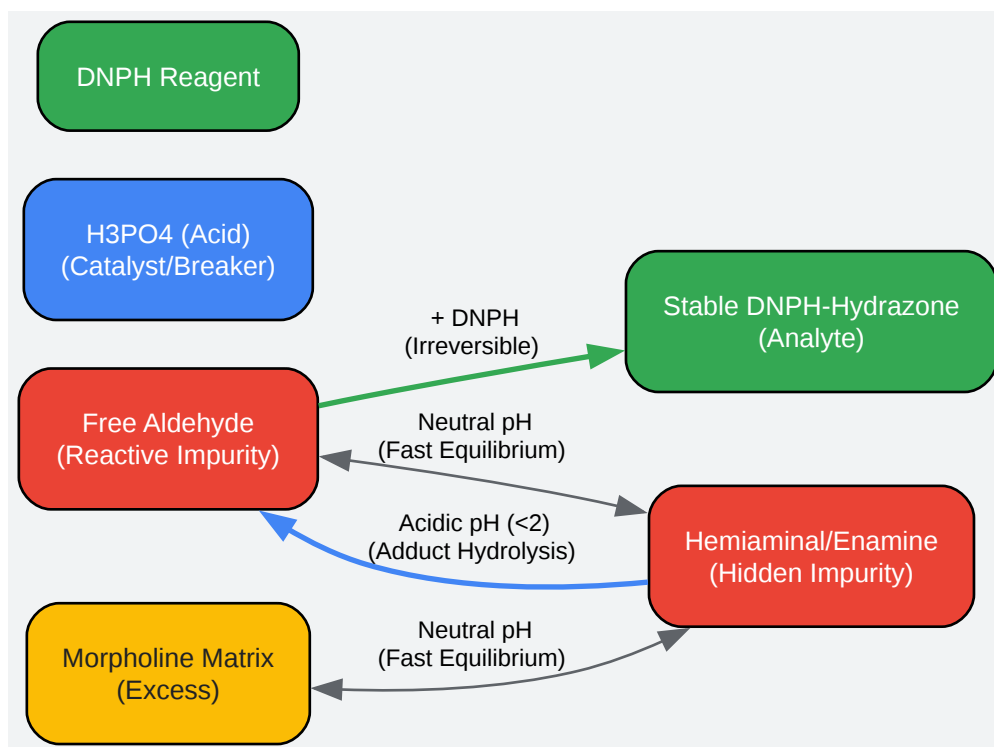 DNPH Reagent
H3PO4 (Acid)
(Catalyst/Breaker)
Stable DNPH-Hydrazone
(Analyte)
+ DNPH
(Irreversible)
Free Aldehyde
(Reactive Impurity)
Neutral pH
(Fast Equilibrium)
Acidic pH (<2)
(Adduct Hydrolysis)
Hemiaminal/Enamine
(Hidden Impurity)
Neutral pH
(Fast Equilibrium)
Morpholine Matrix
(Excess)